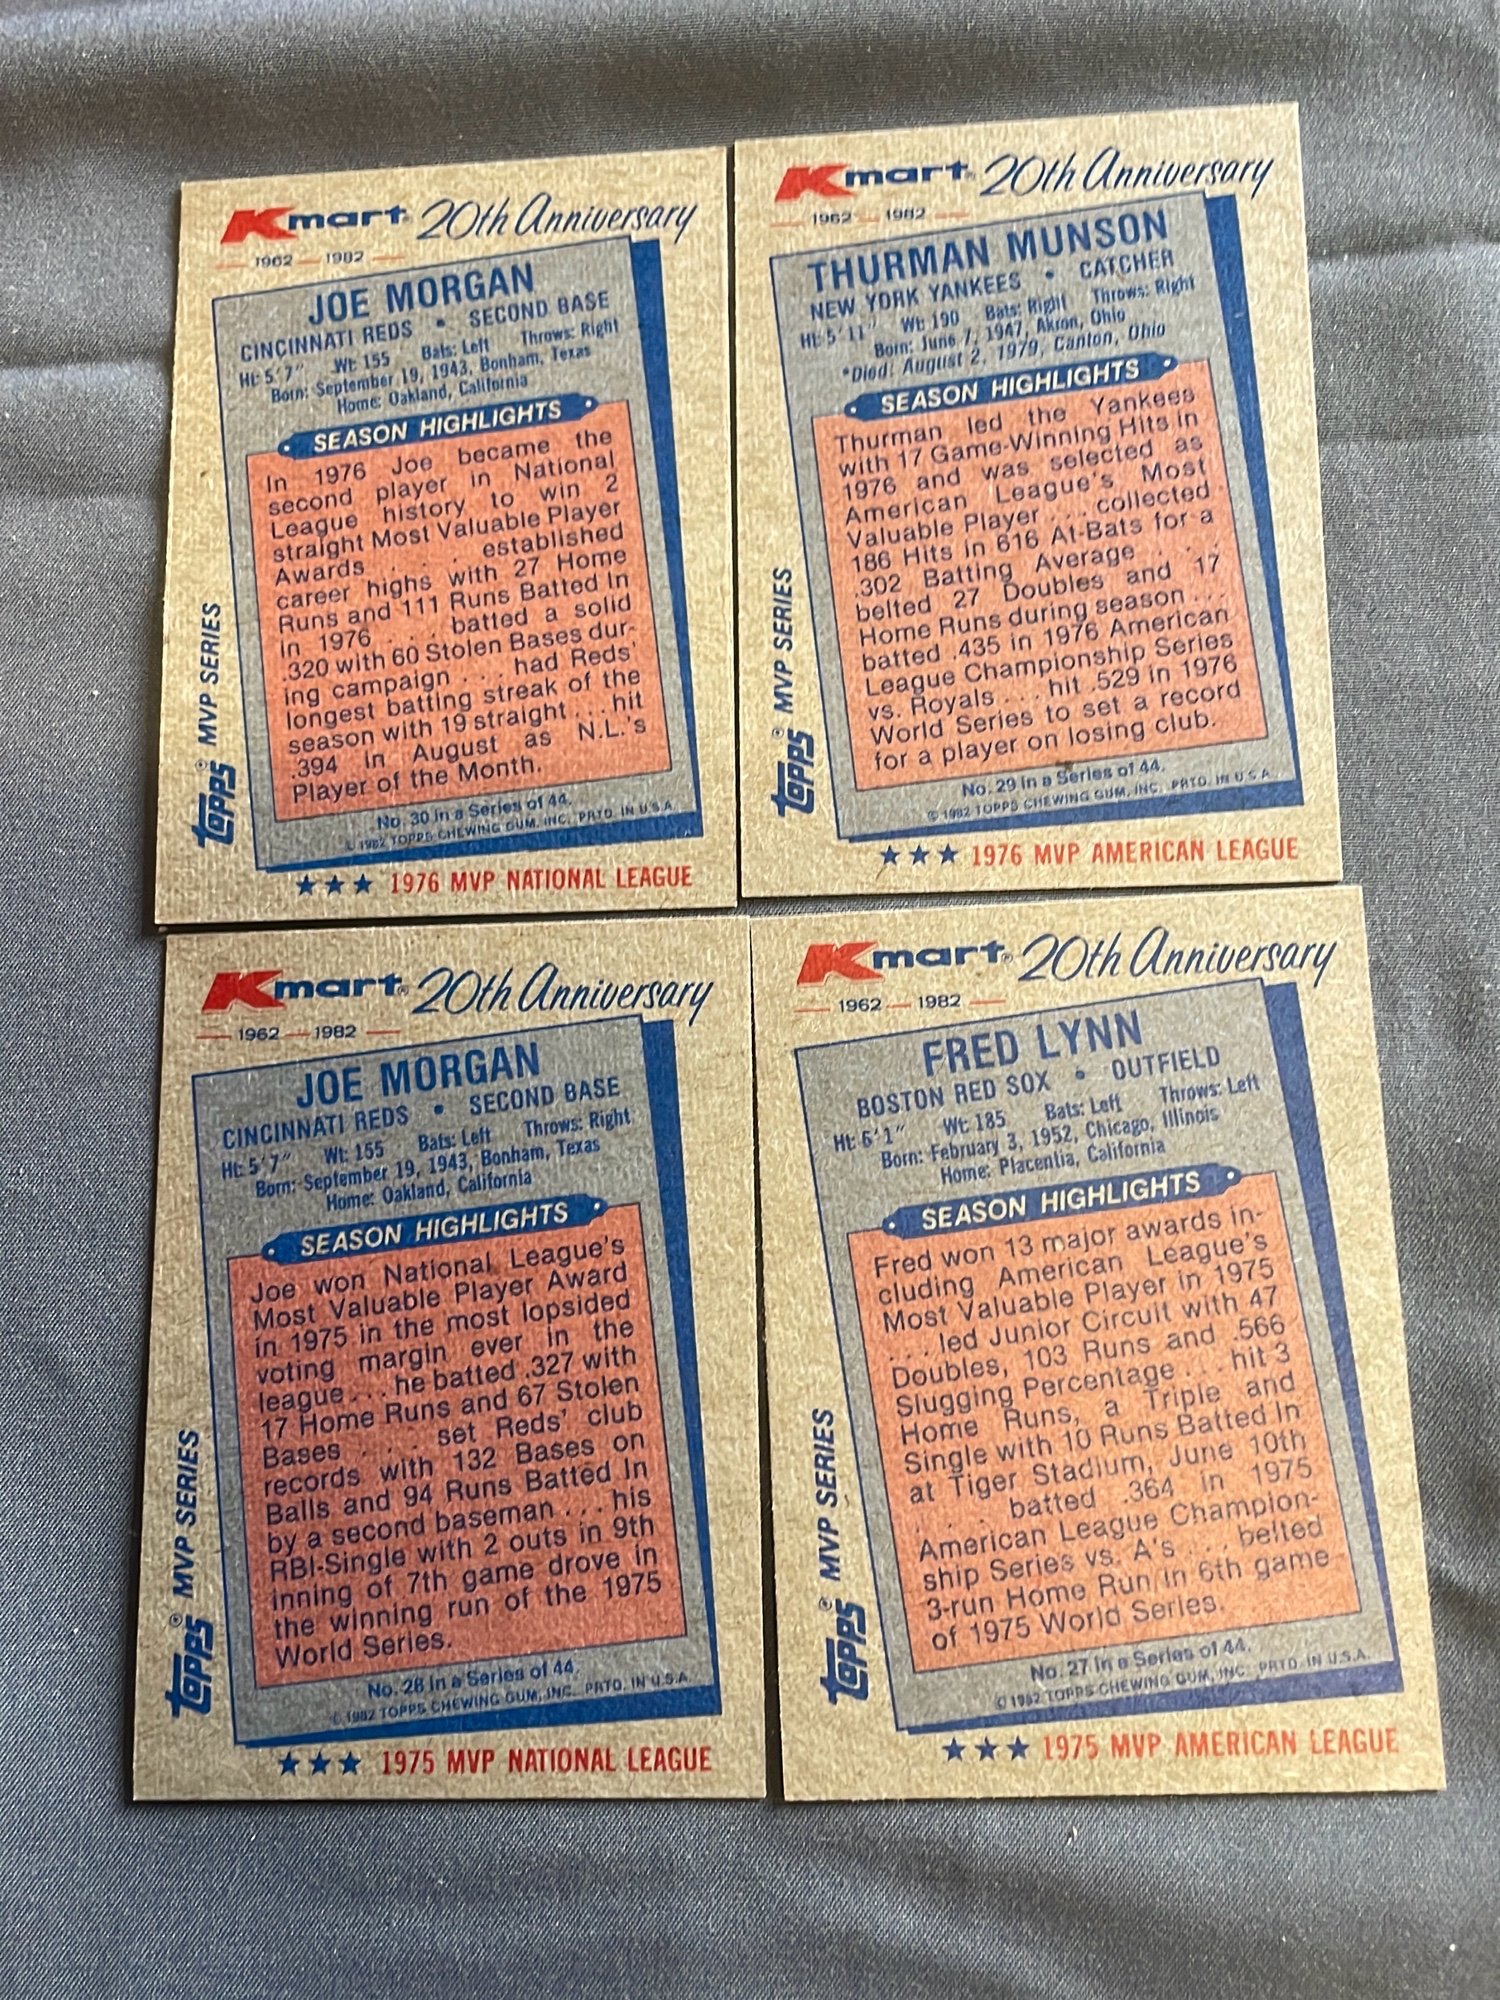 Kmart® 20th Anniversary
1962 — 1982
JOE MORGAN
CINCINNATI REDS • SECOND BASE
Ht: 5'7" Wt: 155 Bats: Left Throws: Right
Born: September 19, 1943, Bonham, Texas
Home: Oakland, California
SEASON HIGHLIGHTS
In 1976 Joe became the
second player in National
League history to win 2
straight Most Valuable Player
Awards . . . established
career highs with 27 Home
Runs and 111 Runs Batted In
in 1976 . . . batted a solid
.320 with 60 Stolen Bases dur-
ing campaign . . . had Reds'
longest batting streak of the
season with 19 straight . . . hit
.394 in August as N.L.'s
Player of the Month.
No. 30 in a Series of 44.
© 1982 TOPPS CHEWING GUM, INC. PRTD. IN U.S.A.
Topps® MVP SERIES
★ ★ ★ 1976 MVP NATIONAL LEAGUE
Kmart® 20th Anniversary
1962 — 1982
THURMAN MUNSON
NEW YORK YANKEES • CATCHER
Ht: 5'11" Wt: 190 Bats: Right Throws: Right
Born: June 7, 1947, Akron, Ohio
*Died: August 2, 1979, Canton, Ohio
SEASON HIGHLIGHTS
Thurman led the Yankees
with 17 Game-Winning Hits in
1976 and was selected as
American League's Most
Valuable Player . . . collected
186 Hits in 616 At-Bats for a
.302 Batting Average . . .
belted 27 Doubles and 17
Home Runs during season . . .
batted .435 in 1976 American
League Championship Series
vs. Royals . . . hit .529 in 1976
World Series to set a record
for a player on losing club.
No. 29 in a Series of 44.
© 1982 TOPPS CHEWING GUM, INC. PRTD. IN U.S.A.
Topps® MVP SERIES
★ ★ ★ 1976 MVP AMERICAN LEAGUE
Kmart® 20th Anniversary
1962 — 1982
JOE MORGAN
CINCINNATI REDS • SECOND BASE
Ht: 5'7" Wt: 155 Bats: Left Throws: Right
Born: September 19, 1943, Bonham, Texas
Home: Oakland, California
SEASON HIGHLIGHTS
Joe won National League's
Most Valuable Player Award
in 1975 in the most lopsided
voting margin ever in the
league . . . he batted .327 with
17 Home Runs and 67 Stolen
Bases . . . set Reds' club
records with 132 Bases on
Balls and 94 Runs Batted In
by a second baseman . . . his
RBI-Single with 2 outs in 9th
inning of 7th game drove in
the winning run of the 1975
World Series.
No. 28 in a Series of 44.
© 1982 TOPPS CHEWING GUM, INC. PRTD. IN U.S.A.
Topps® MVP SERIES
★ ★ ★ 1975 MVP NATIONAL LEAGUE
Kmart® 20th Anniversary
1962 — 1982
FRED LYNN
BOSTON RED SOX • OUTFIELD
Ht: 6'1" Wt: 185 Bats: Left Throws: Left
Born: February 3, 1952, Chicago, Illinois
Home: Placentia, California
SEASON HIGHLIGHTS
Fred won 13 major awards in-
cluding American League's
Most Valuable Player in 1975
. . . led Junior Circuit with 47
Doubles, 103 Runs and .566
Slugging Percentage . . . hit 3
Home Runs, a Triple and
Single with 10 Runs Batted In
at Tiger Stadium, June 10th
. . . batted .364 in 1975
American League Champion-
ship Series vs. A's . . . belted
3-run Home Run in 6th game
of 1975 World Series.
No. 27 in a Series of 44.
© 1982 TOPPS CHEWING GUM, INC. PRTD. IN U.S.A.
Topps® MVP SERIES
★ ★ ★ 1975 MVP AMERICAN LEAGUE